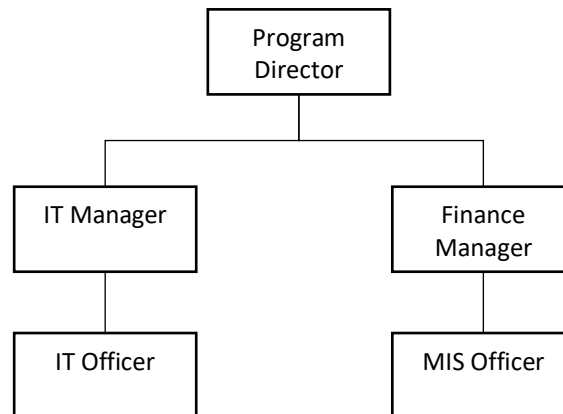 Program
Director
IT Manager
Finance
Manager
IT Officer
MIS Officer